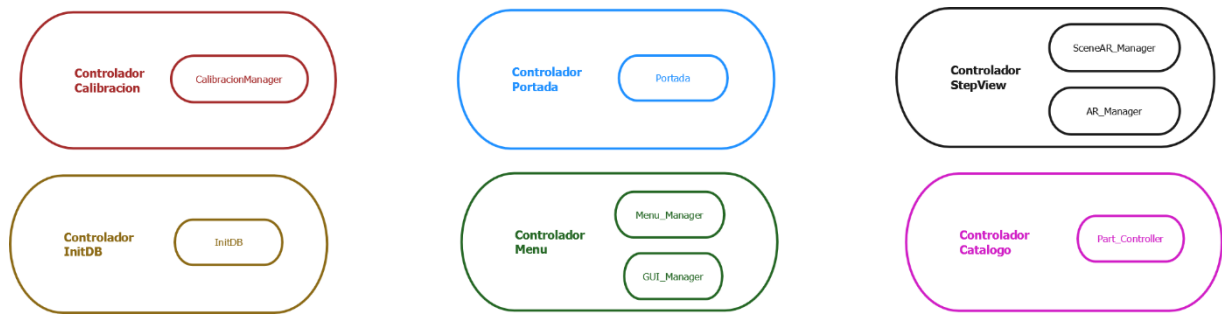 Controlador
Calibracion
CalibracionManager
Controlador
Portada
Portada
Controlador
StepView
SceneAR_Manager
AR_Manager
Controlador
InitDB
InitDB
Controlador
Menu
Menu_Manager
GUI_Manager
Controlador
Catalogo
Part_Controller